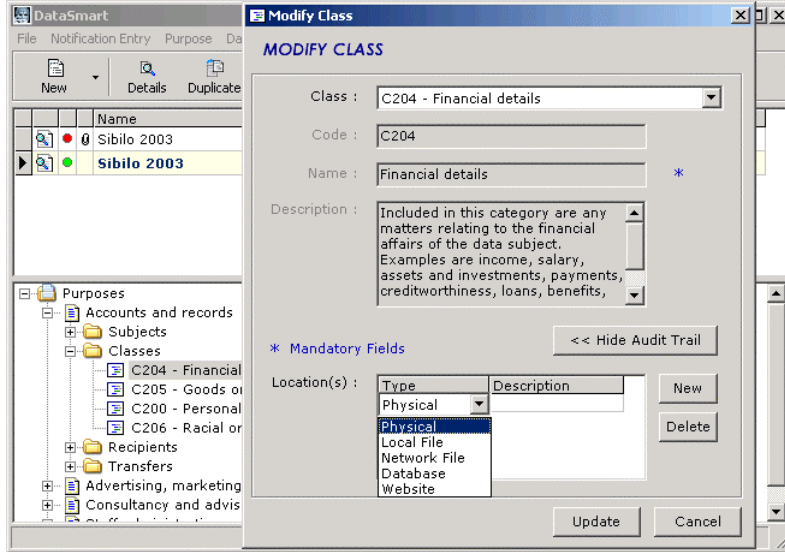 DataSmart
File Notification Entry Purpose Da
New Details Duplicate
Name
Sibilo 2003
Sibilo 2003
Purposes
Accounts and records
Subjects
Classes
C204 - Financial
C205 - Goods o
C200 - Personal
C206 - Racial or
Recipients
Transfers
Advertising, marketing
Consultancy and advis
Modify Class
MODIFY CLASS
Class : C204 - Financial details
Code : C204
Name : Financial details *
Description : Included in this category are any
matters relating to the financial
affairs of the data subject.
Examples are income, salary,
assets and investments, payments,
creditworthiness, loans, benefits,
* Mandatory Fields
<< Hide Audit Trail
Location(s) : Type Description
Physical
New
Physical
Local File
Network File
Database
Website
Delete
Update Cancel